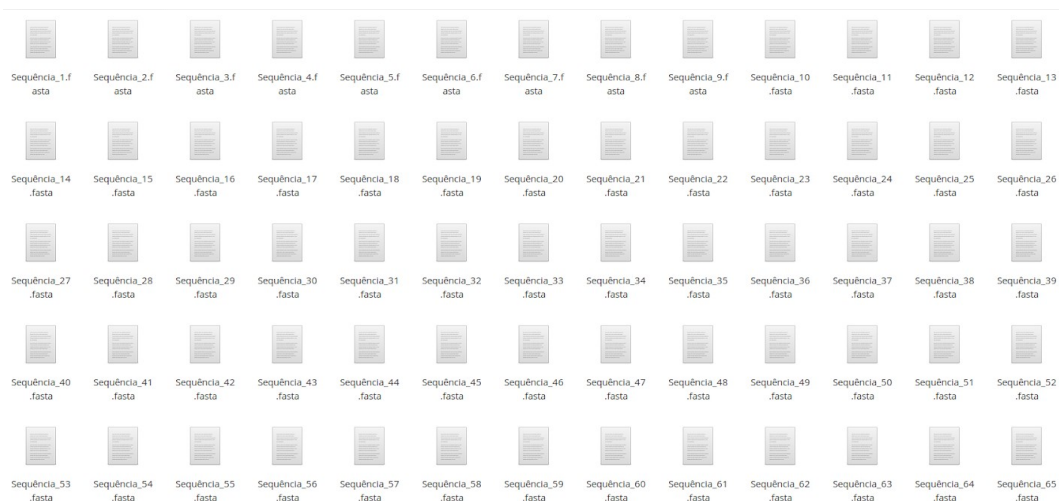 Sequência_1.f Sequência_2.f Sequência_3.f Sequência_4.f Sequência_5.f Sequência_6.f Sequência_7.f Sequência_8.f Sequência_9.f Sequência_10 Sequência_11 Sequência_12 Sequência_13
asta asta asta asta asta asta asta asta asta .fasta .fasta .fasta .fasta
Sequência_14 Sequência_15 Sequência_16 Sequência_17 Sequência_18 Sequência_19 Sequência_20 Sequência_21 Sequência_22 Sequência_23 Sequência_24 Sequência_25 Sequência_26
.fasta .fasta .fasta .fasta .fasta .fasta .fasta .fasta .fasta .fasta .fasta .fasta .fasta
Sequência_27 Sequência_28 Sequência_29 Sequência_30 Sequência_31 Sequência_32 Sequência_33 Sequência_34 Sequência_35 Sequência_36 Sequência_37 Sequência_38 Sequência_39
.fasta .fasta .fasta .fasta .fasta .fasta .fasta .fasta .fasta .fasta .fasta .fasta .fasta
Sequência_40 Sequência_41 Sequência_42 Sequência_43 Sequência_44 Sequência_45 Sequência_46 Sequência_47 Sequência_48 Sequência_49 Sequência_50 Sequência_51 Sequência_52
.fasta .fasta .fasta .fasta .fasta .fasta .fasta .fasta .fasta .fasta .fasta .fasta .fasta
Sequência_53 Sequência_54 Sequência_55 Sequência_56 Sequência_57 Sequência_58 Sequência_59 Sequência_60 Sequência_61 Sequência_62 Sequência_63 Sequência_64 Sequência_65
.fasta .fasta .fasta .fasta .fasta .fasta .fasta .fasta .fasta .fasta .fasta .fasta .fasta